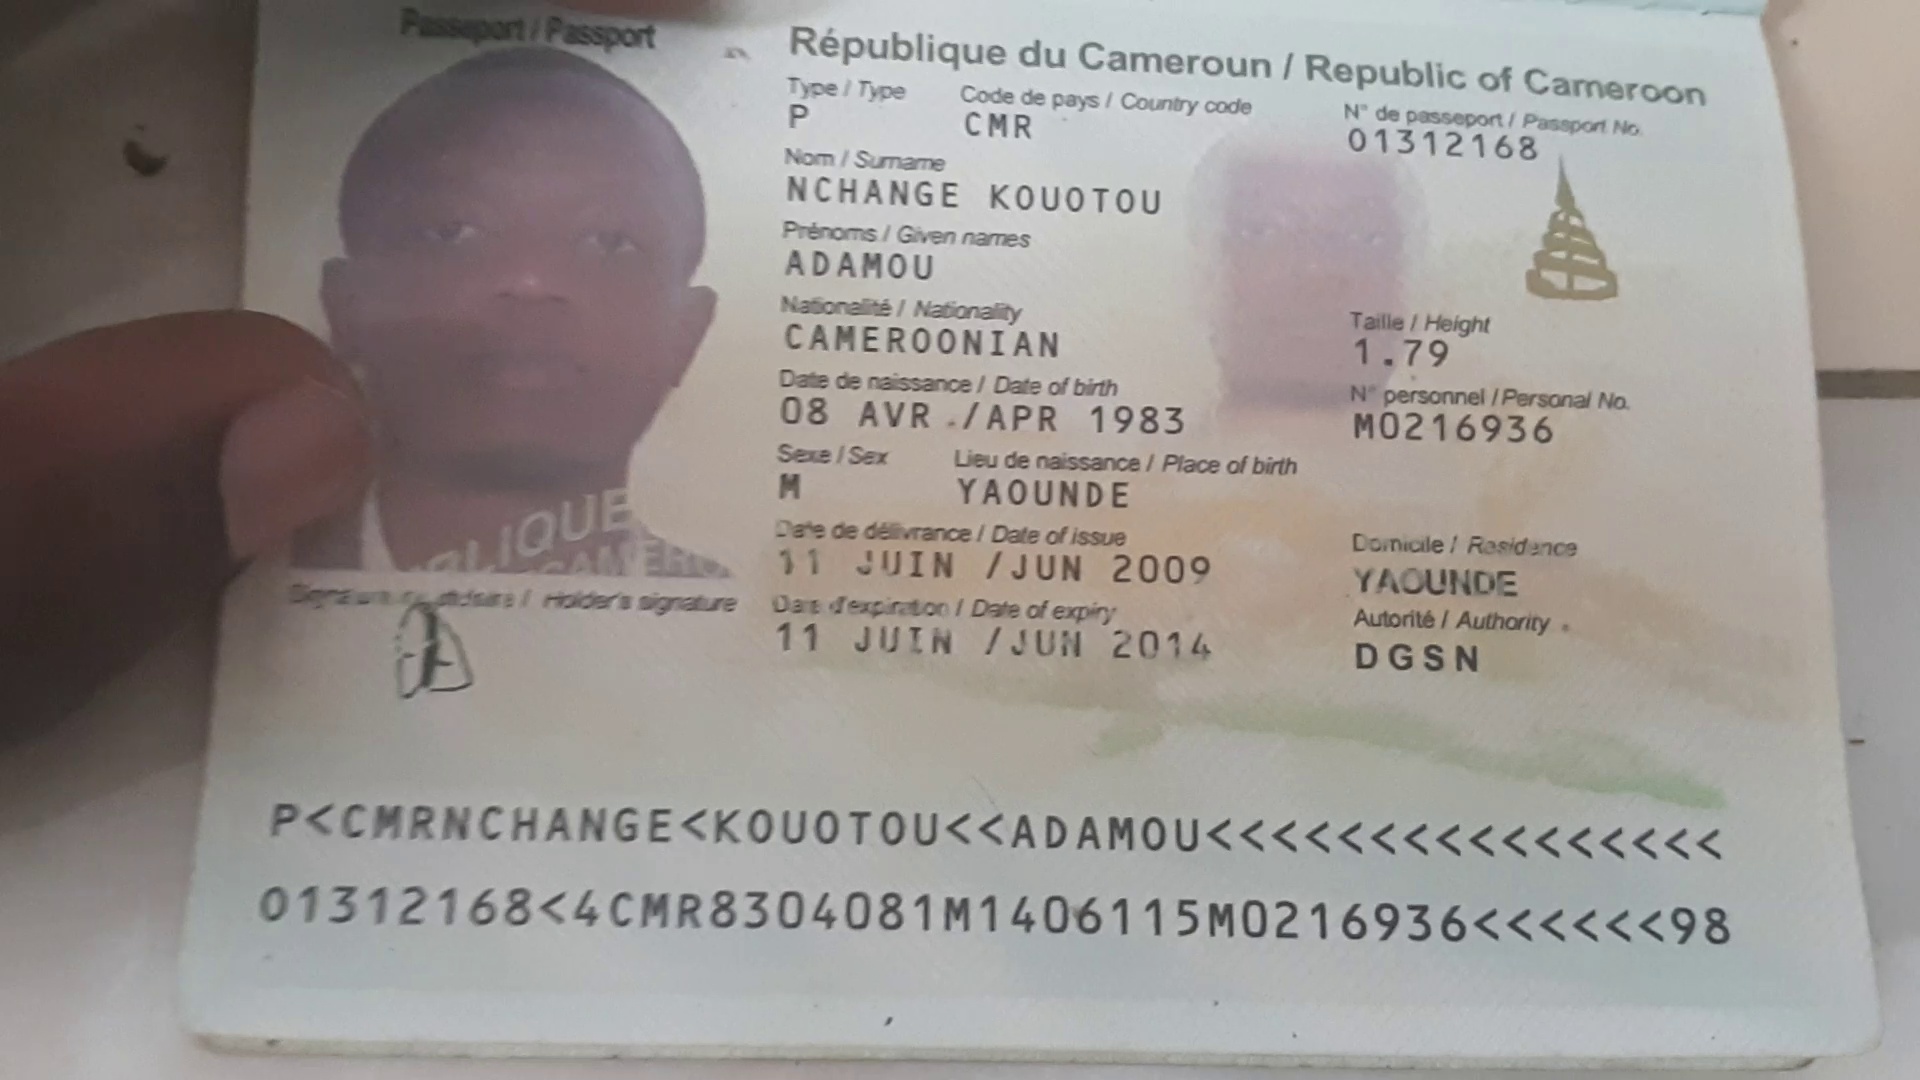 Passeport / Passport
République du Cameroun / Republic of Cameroon
Type / Type
Code de pays / Country code
N° de passeport / Passport No.
P
CMR
01312168
Nom / Surname
NCHANGE KOUOTOU
Prénoms / Given names
ADAMOU
Nationalité / Nationality
CAMEROONIAN
Taille / Height
1.79
Date de naissance / Date of birth
08 AVR ./APR 1983
N° personnel / Personal No.
M0216936
Sexe / Sex
Lieu de naissance / Place of birth
M
YAOUNDE
Date de délivrance / Date of issue
11 JUIN /JUN 2009
Domicile / Residence
YAOUNDE
Date d'expiration / Date of expiry
11 JUIN /JUN 2014
Autorité / Authority
DGSN
BLIQUE
CAMERO
Holder's signature
P<CMRNCHANGE<KOUOTOU<<ADAMOU<<<<<<<<<<<<<<<<
01312168<4CMR8304081M1406115M0216936<<<<<<98